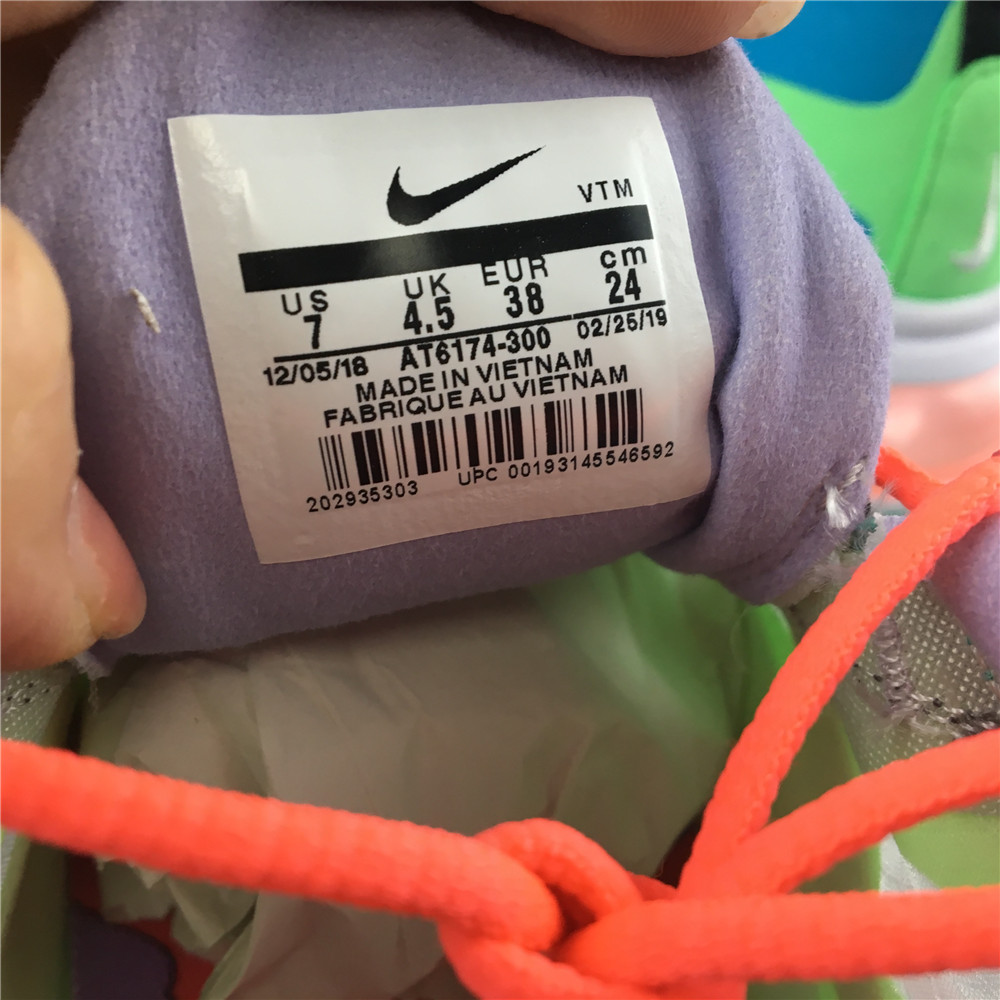 VTM
US UK EUR cm
7 4.5 38 24
12/05/18 AT6174-300 02/25/19
MADE IN VIETNAM
FABRIQUE AU VIETNAM
202935303 UPC 00193145546592